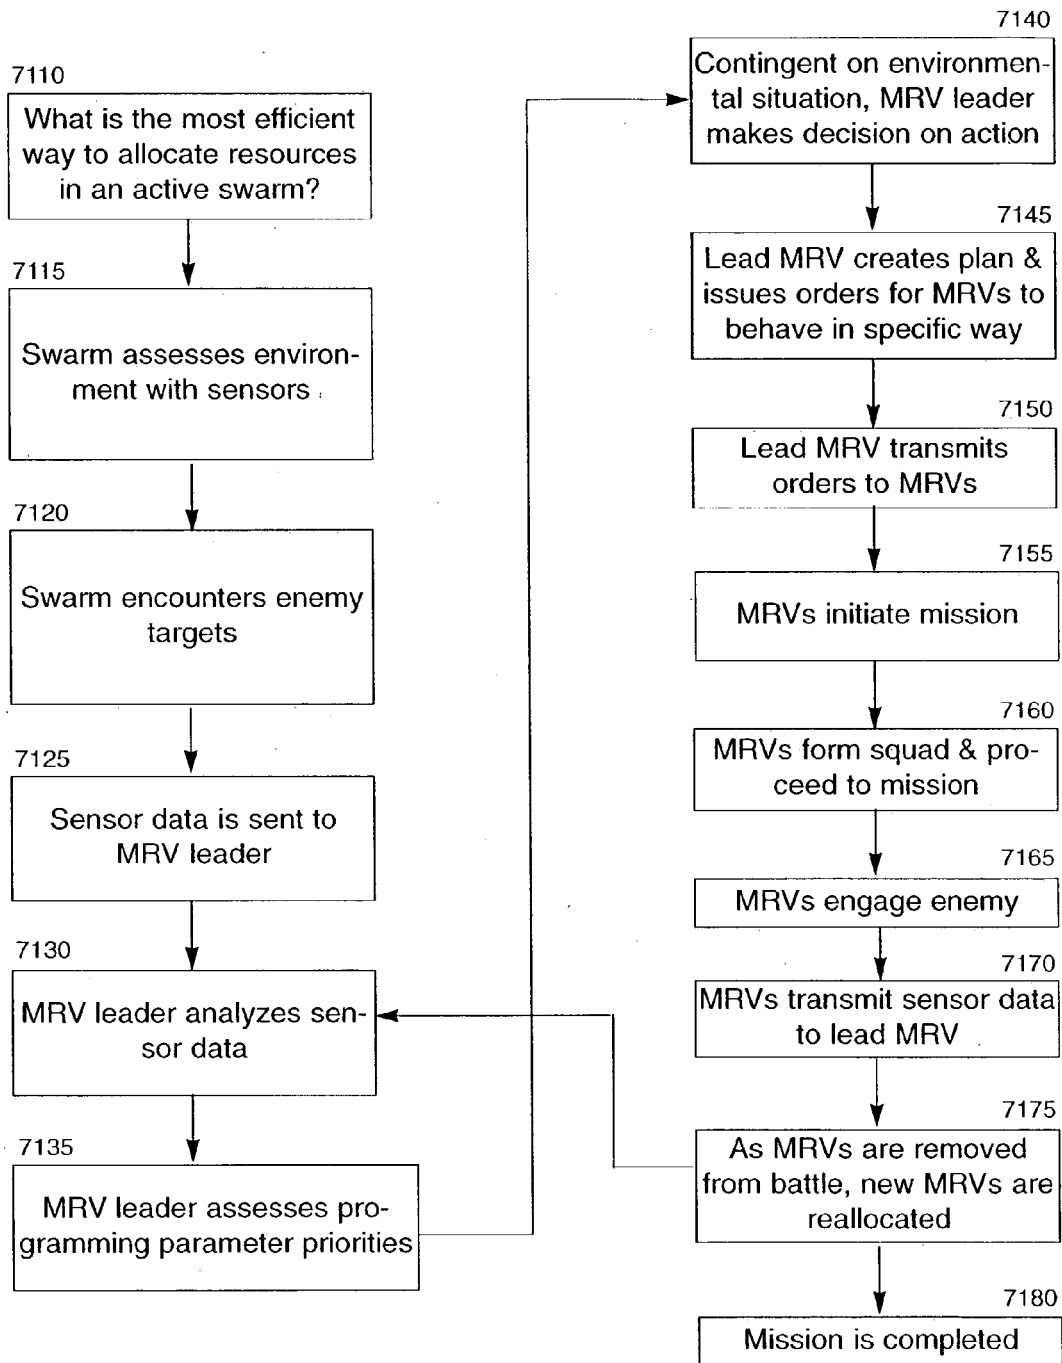 7110
What is the most efficient
way to allocate resources
in an active swarm?
7115
Swarm assesses environ-
ment with sensors
7120
Swarm encounters enemy
targets
7125
Sensor data is sent to
MRV leader
7130
MRV leader analyzes sen-
sor data
7135
MRV leader assesses pro-
gramming parameter priorities
7140
Contingent on environmen-
tal situation, MRV leader
makes decision on action
7145
Lead MRV creates plan &
issues orders for MRVs to
behave in specific way
7150
Lead MRV transmits
orders to MRVs
7155
MRVs initiate mission
7160
MRVs form squad & pro-
ceed to mission
7165
MRVs engage enemy
7170
MRVs transmit sensor data
to lead MRV
7175
As MRVs are removed
from battle, new MRVs are
reallocated
7180
Mission is completed